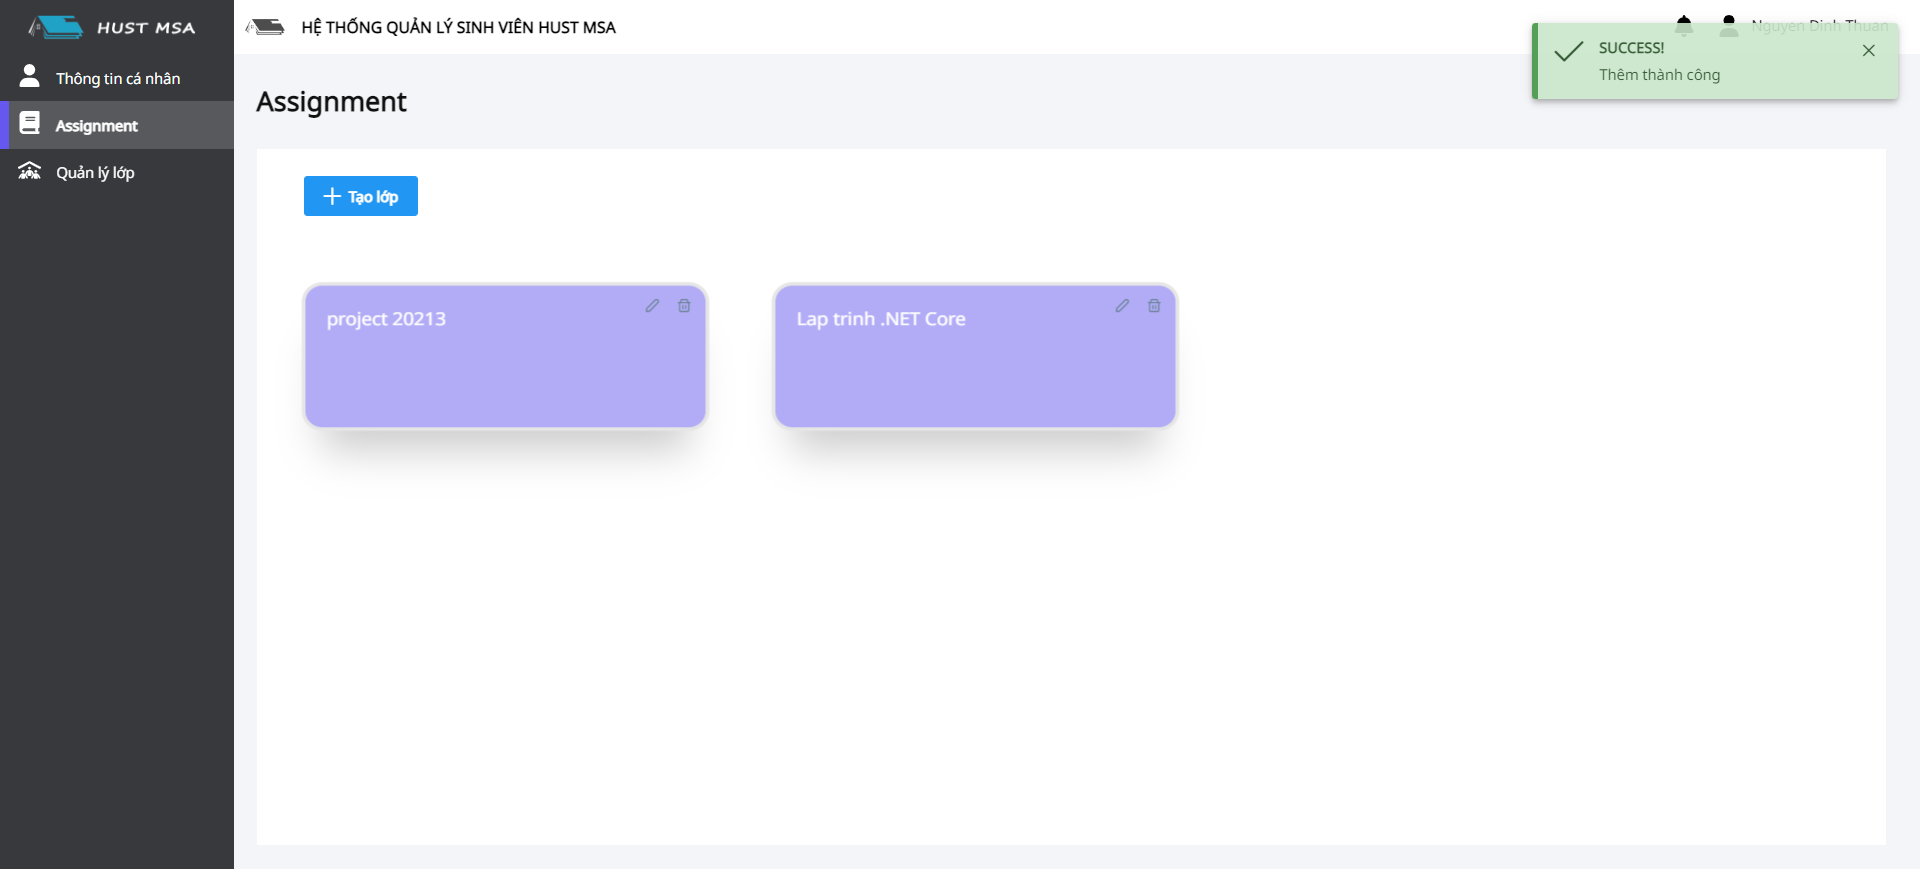 HUST MSA
Thông tin cá nhân
Assignment
Quản lý lớp
HỆ THỐNG QUẢN LÝ SINH VIÊN HUST MSA
Nguyen Dinh Thuan
SUCCESS!
Thêm thành công
Assignment
Tạo lớp
project 20213
Lap trinh .NET Core